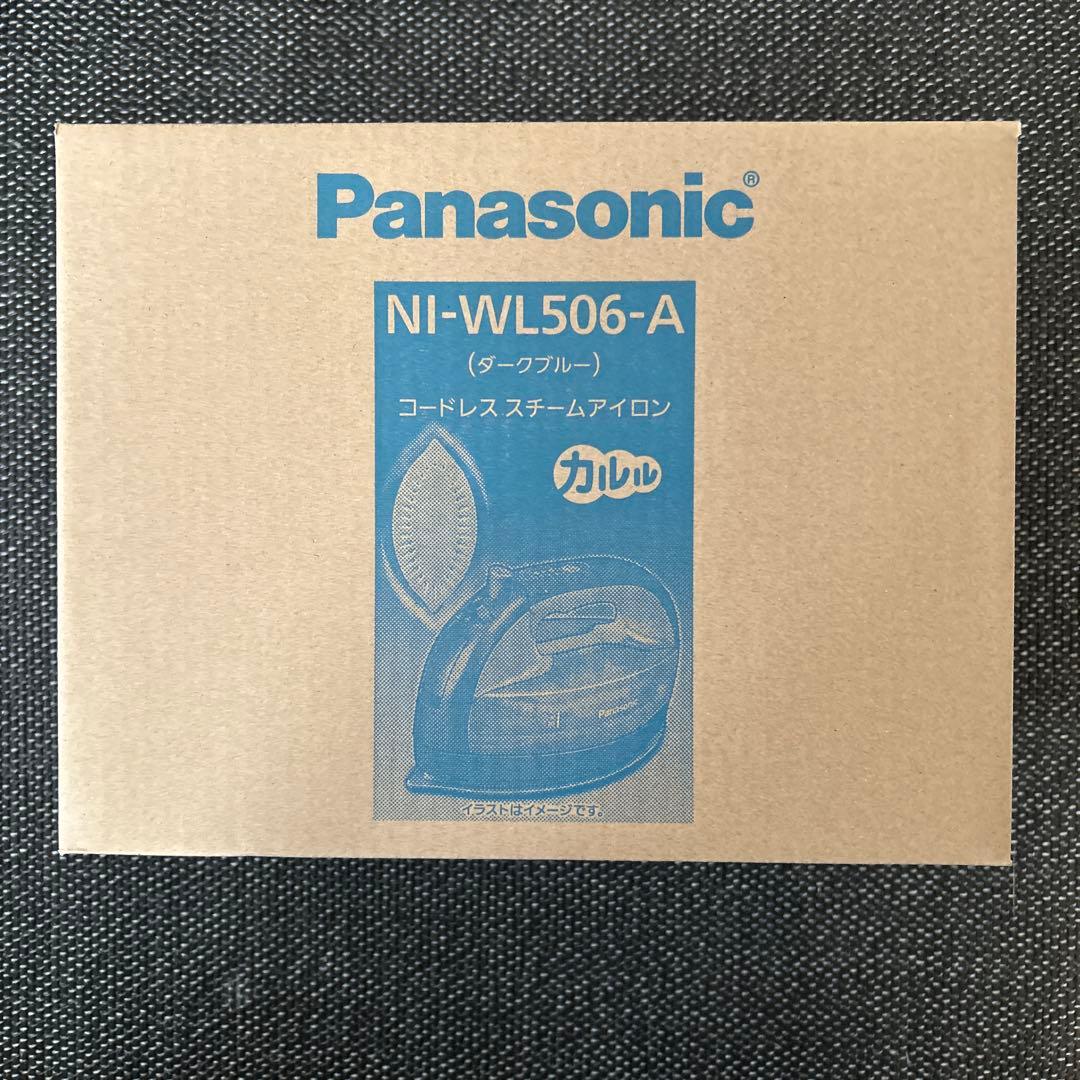 Panasonic®
NI-WL506-A
(ダークブルー)
コードレス スチームアイロン
カルル
Panasonic
イラストはイメージです。